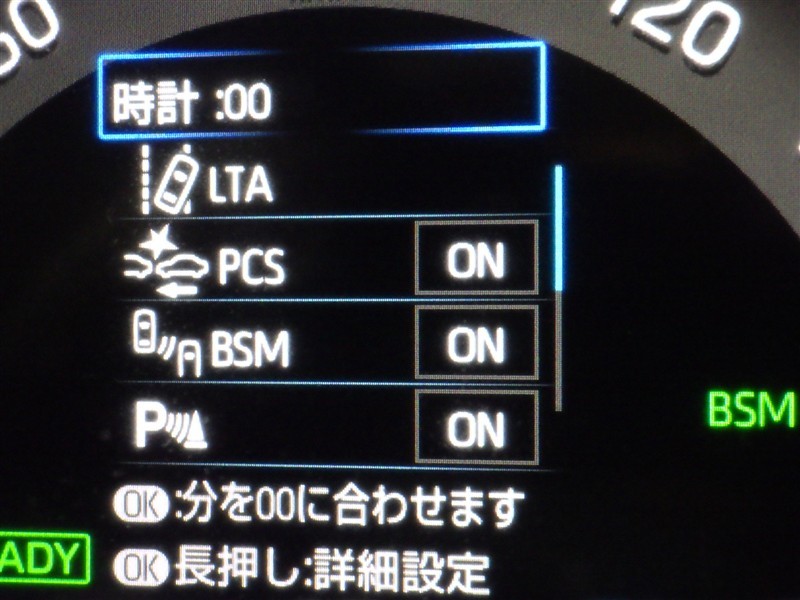 120
時計 :00
LTA
PCS ON
BSM ON
P ON
BSM
OK:分を00に合わせます
OK長押し:詳細設定
ADY